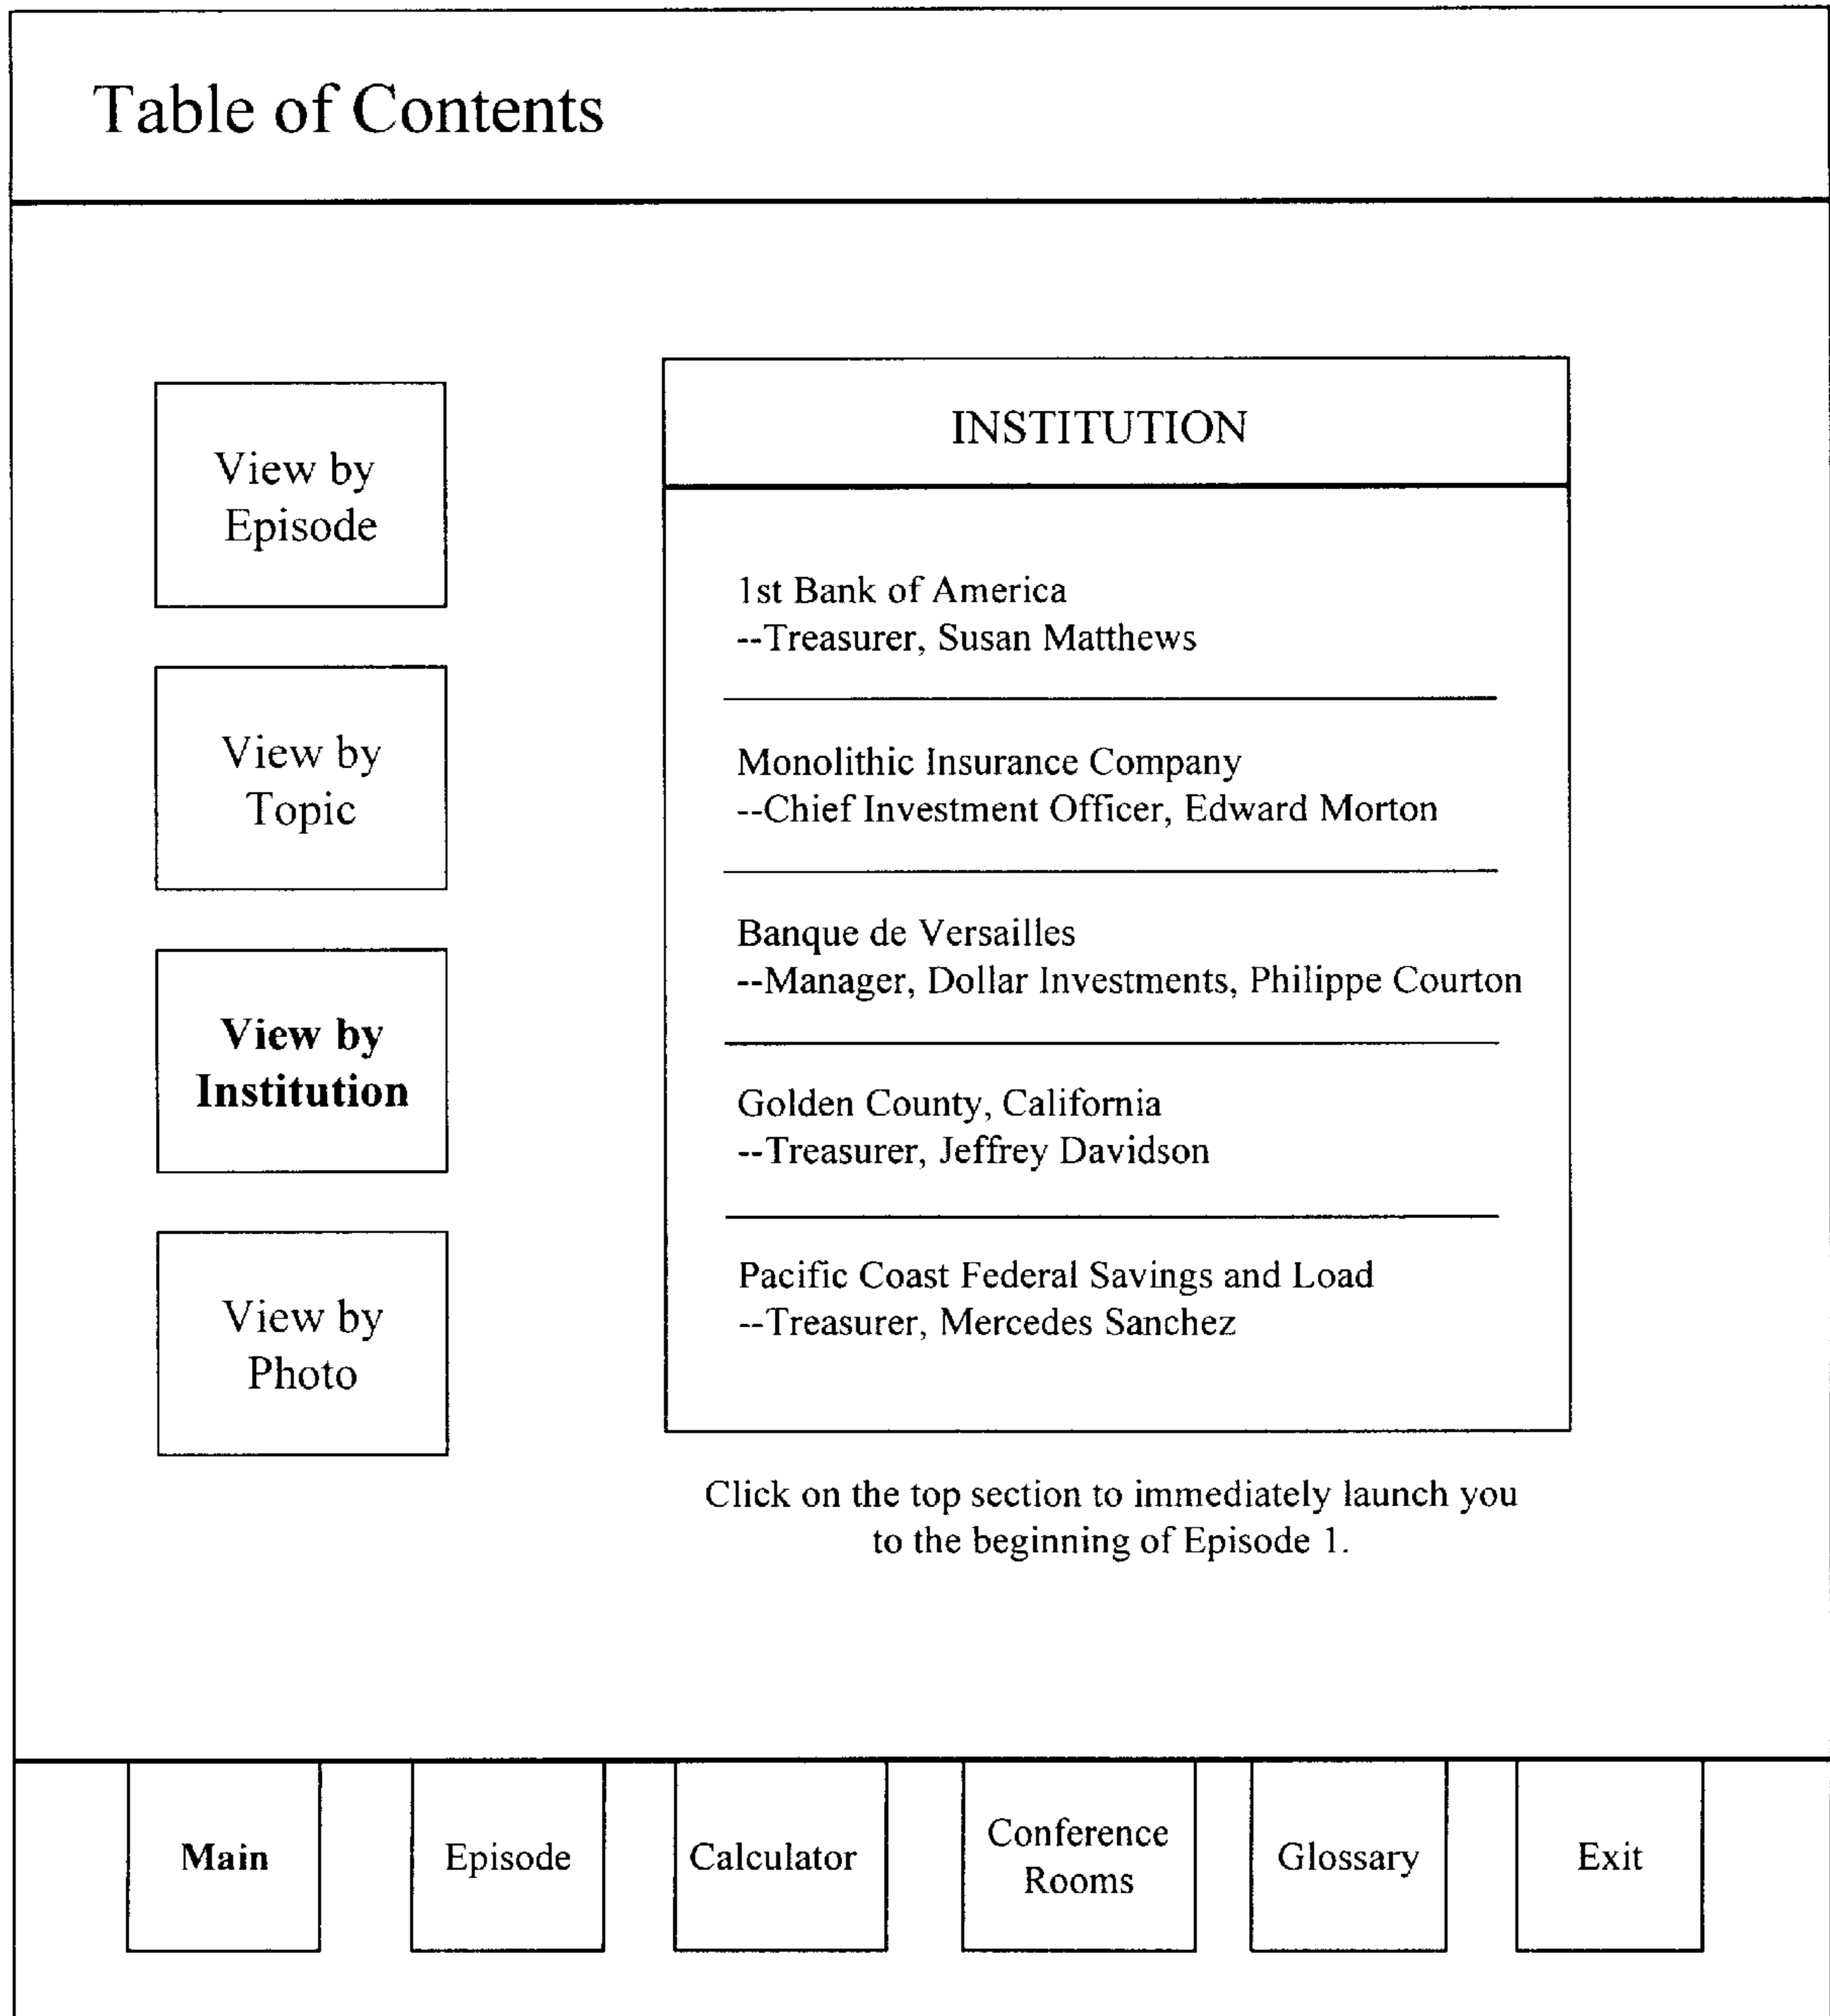 Table of Contents
View by
Episode
View by
Topic
View by
Institution
View by
Photo
INSTITUTION
1st Bank of America
--Treasurer, Susan Matthews
Monolithic Insurance Company
--Chief Investment Officer, Edward Morton
Banque de Versailles
--Manager, Dollar Investments, Philippe Courton
Golden County, California
--Treasurer, Jeffrey Davidson
Pacific Coast Federal Savings and Load
--Treasurer, Mercedes Sanchez
Click on the top section to immediately launch you
to the beginning of Episode 1.
Main
Episode
Calculator
Conference
Rooms
Glossary
Exit